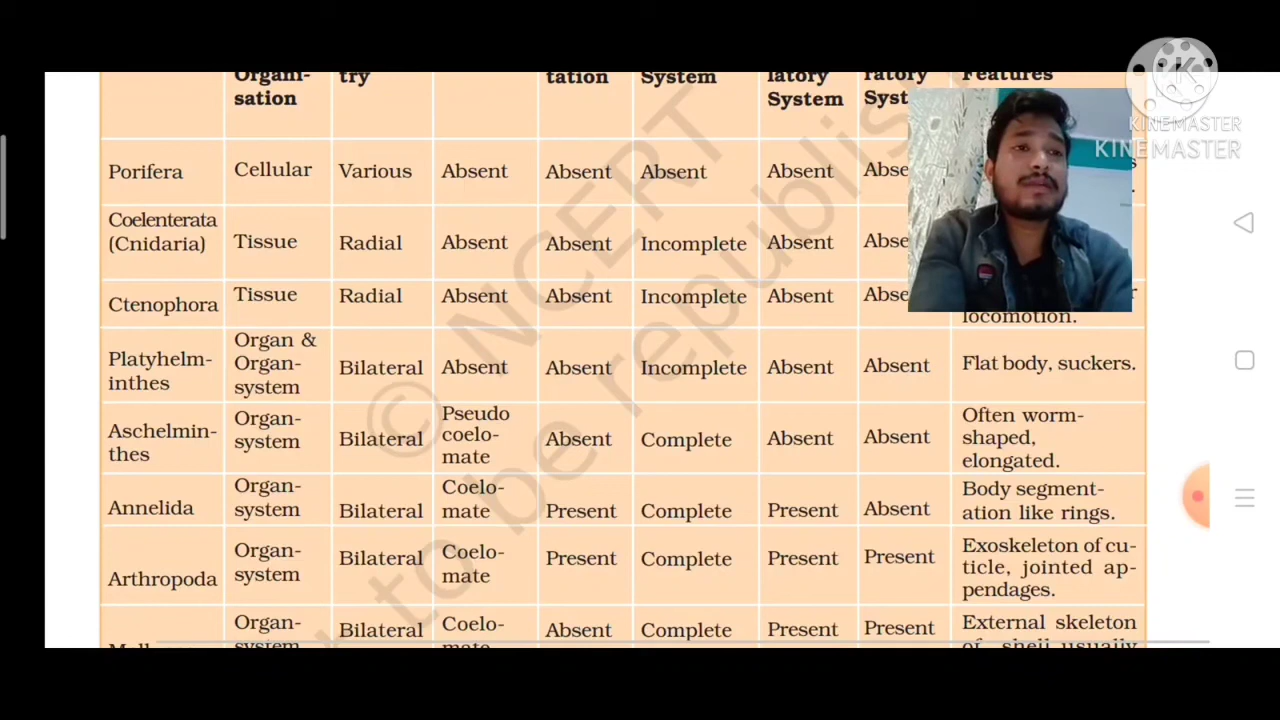 Organi-
sation
try
tation
System
latory
System
ratory
Syst
Features
KINEMASTER
KINEMASTER
Porifera Cellular Various Absent Absent Absent Absent Abse
Coelenterata
(Cnidaria) Tissue Radial Absent Absent Incomplete Absent Abse
Ctenophora Tissue Radial Absent Absent Incomplete Absent Abse
locomotion.
Platyhelm-
inthes
Organ &
Organ-
system
Bilateral Absent Absent Incomplete Absent Absent Flat body, suckers.
Aschelmin-
thes
Organ-
system
Bilateral
Pseudo
coelo-
mate
Absent Complete Absent Absent
Often worm-
shaped,
elongated.
Annelida
Organ-
system
Bilateral
Coelo-
mate
Present Complete Present Absent
Body segment-
ation like rings.
Arthropoda
Organ-
system
Bilateral
Coelo-
mate
Present Complete Present Present
Exoskeleton of cu-
ticle, jointed ap-
pendages.
Organ-
system
Bilateral
Coelo-
mate
Absent Complete Present Present
External skeleton
of shell usually
© NCERT
to be republish